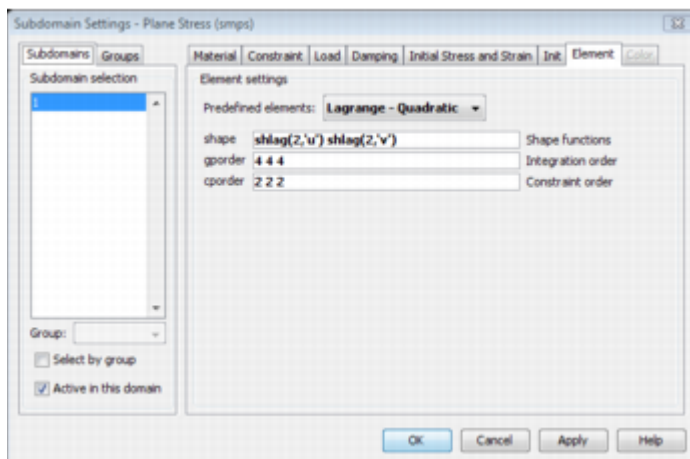 Subdomain Settings - Plane Stress (smps)
Subdomains Groups
Material Constraint Load Damping Initial Stress and Strain Init Element Color
Subdomain selection
1
Element settings
Predefined elements: Lagrange - Quadratic
shape shlag(2,'u') shlag(2,'v') Shape functions
gporder 4 4 4 Integration order
cporder 2 2 2 Constraint order
Group:
Select by group
Active in this domain
OK Cancel Apply Help